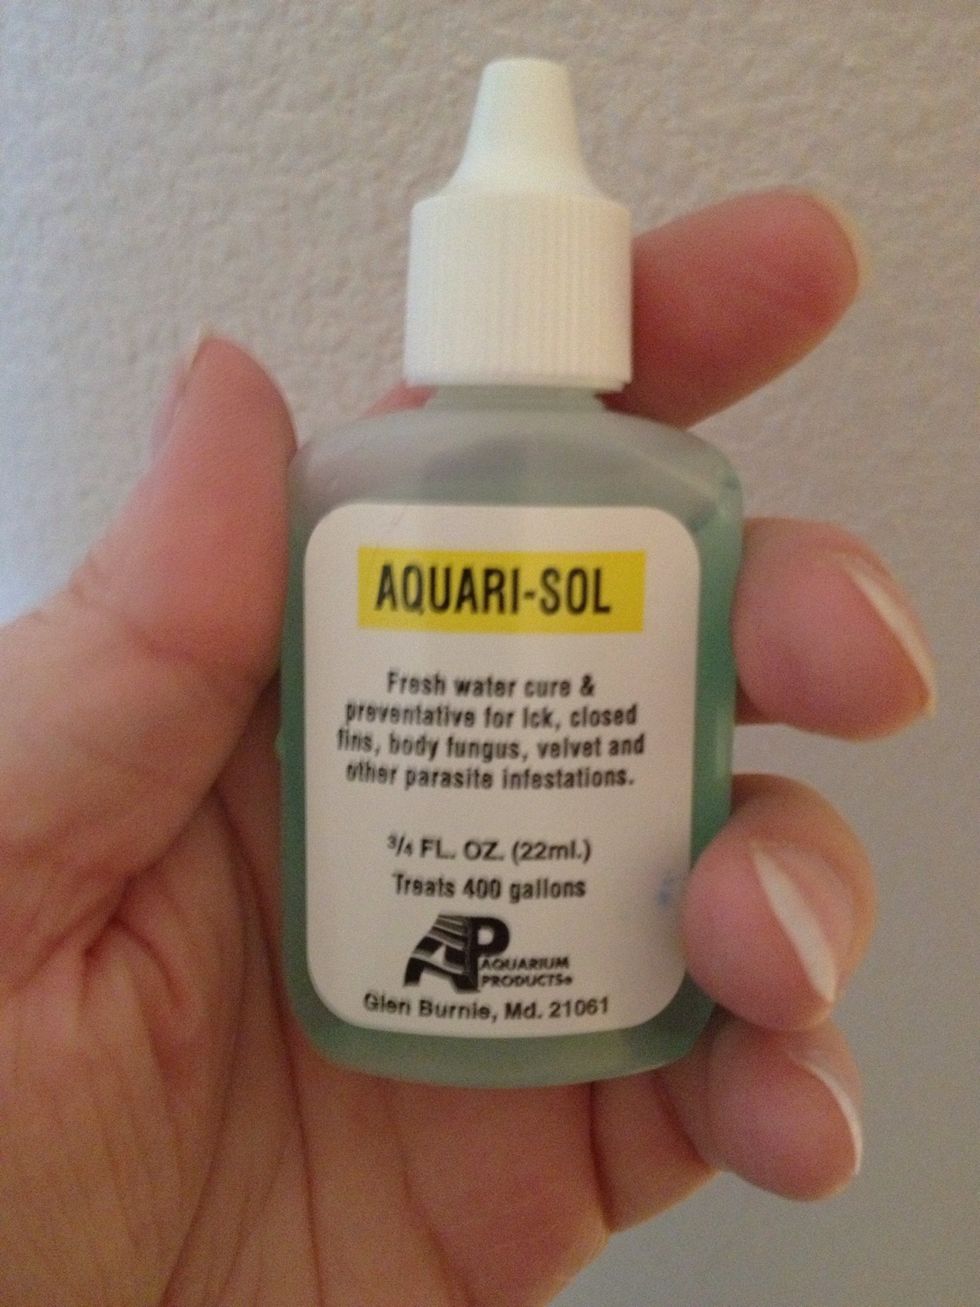 AQUARI-SOL
Fresh water cure &
preventative for Ick, closed
fins, body fungus, velvet and
other parasite infestations.
3/4 FL. OZ. (22ml.)
Treats 400 gallons
AP
AQUARIUM
PRODUCTS®
Glen Burnie, Md. 21061